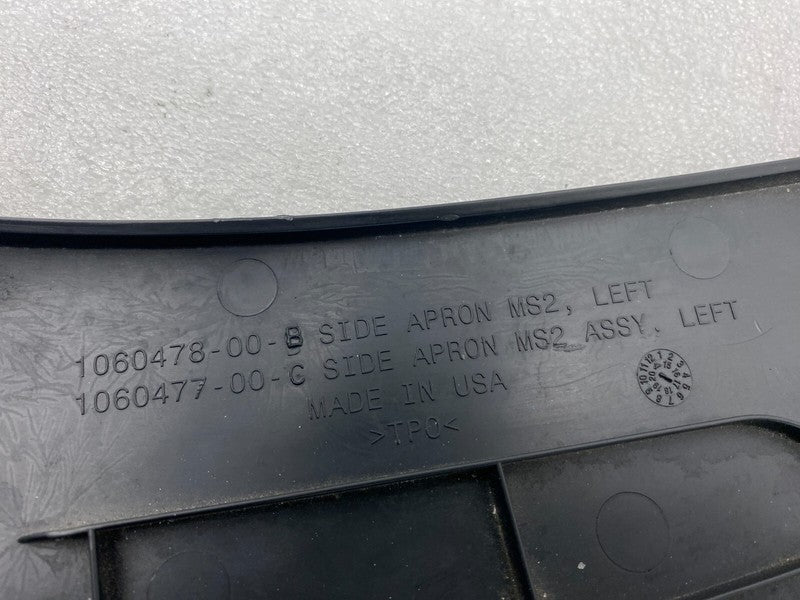 1060478-00-B SIDE APRON MS2, LEFT
1060477-00-C SIDE APRON MS2 ASSY, LEFT
MADE IN USA
>TPO<